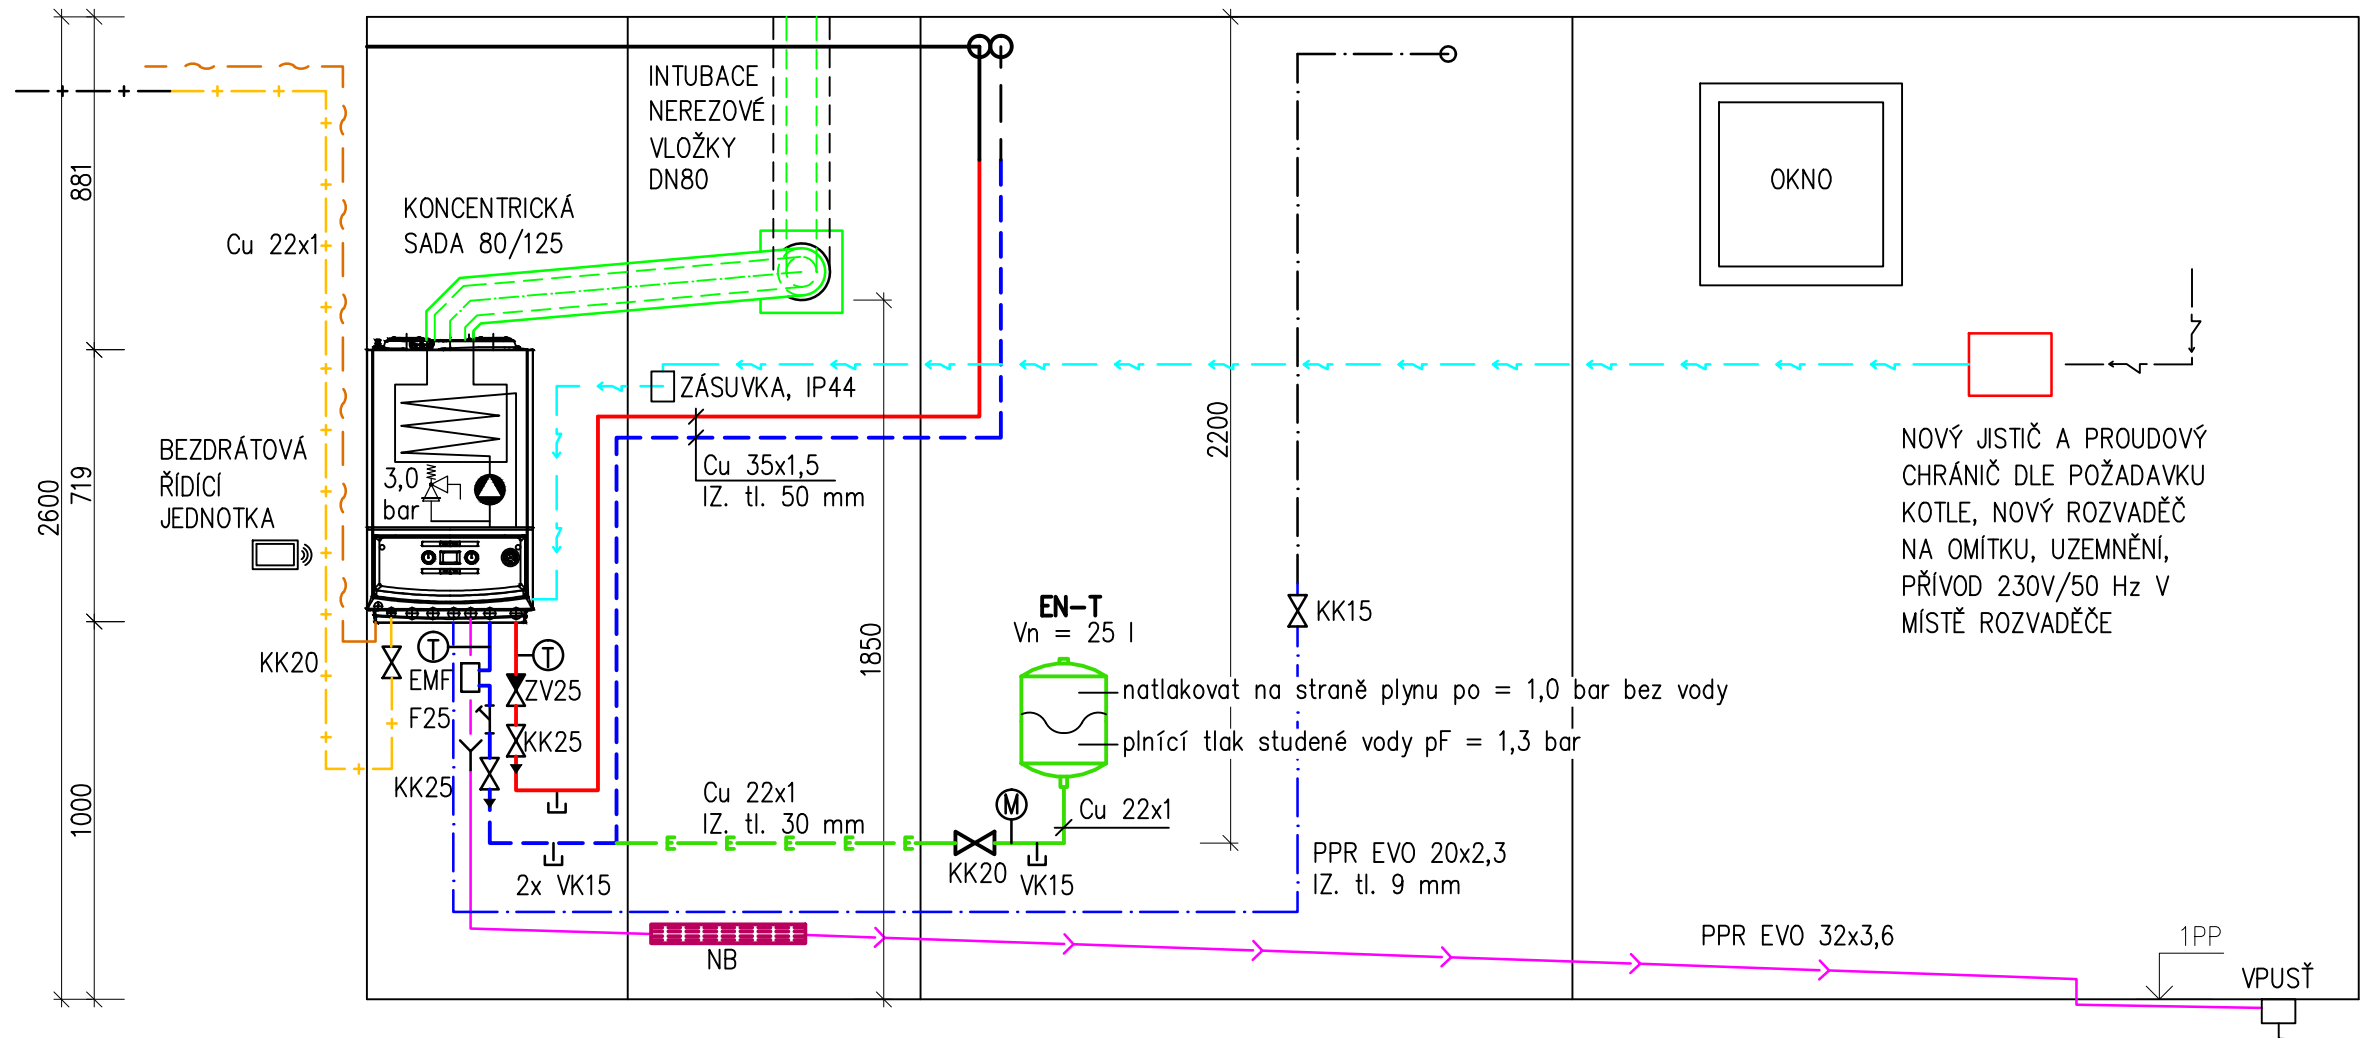 INTUBACE
NEREZOVÉ
VLOŽKY
DN80
KONCENTRICKÁ
SADA 80/125
Cu 22x1
881
719
2600
1000
OKNO
ZÁSUVKA, IP44
2200
1850
Cu 35x1,5
IZ. tl. 50 mm
BEZDRÁTOVÁ
ŘÍDÍCÍ
JEDNOTKA
3,0
bar
NOVÝ JISTIČ A PROUDOVÝ
CHRÁNIČ DLE POŽADAVKU
KOTLE, NOVÝ ROZVADĚČ
NA OMÍTKU, UZEMNĚNÍ,
PŘÍVOD 230V/50 Hz V
MÍSTĚ ROZVADĚČE
EN-T
Vn = 25 l
KK15
KK20
T
T
EMF
ZV25
F25
KK25
KK25
natlakovat na straně plynu po = 1,0 bar bez vody
plnící tlak studené vody pF = 1,3 bar
Cu 22x1
IZ. tl. 30 mm
M
Cu 22x1
E E E E E
2x VK15
KK20
VK15
PPR EVO 20x2,3
IZ. tl. 9 mm
NB
PPR EVO 32x3,6
1PP
VPUSŤ